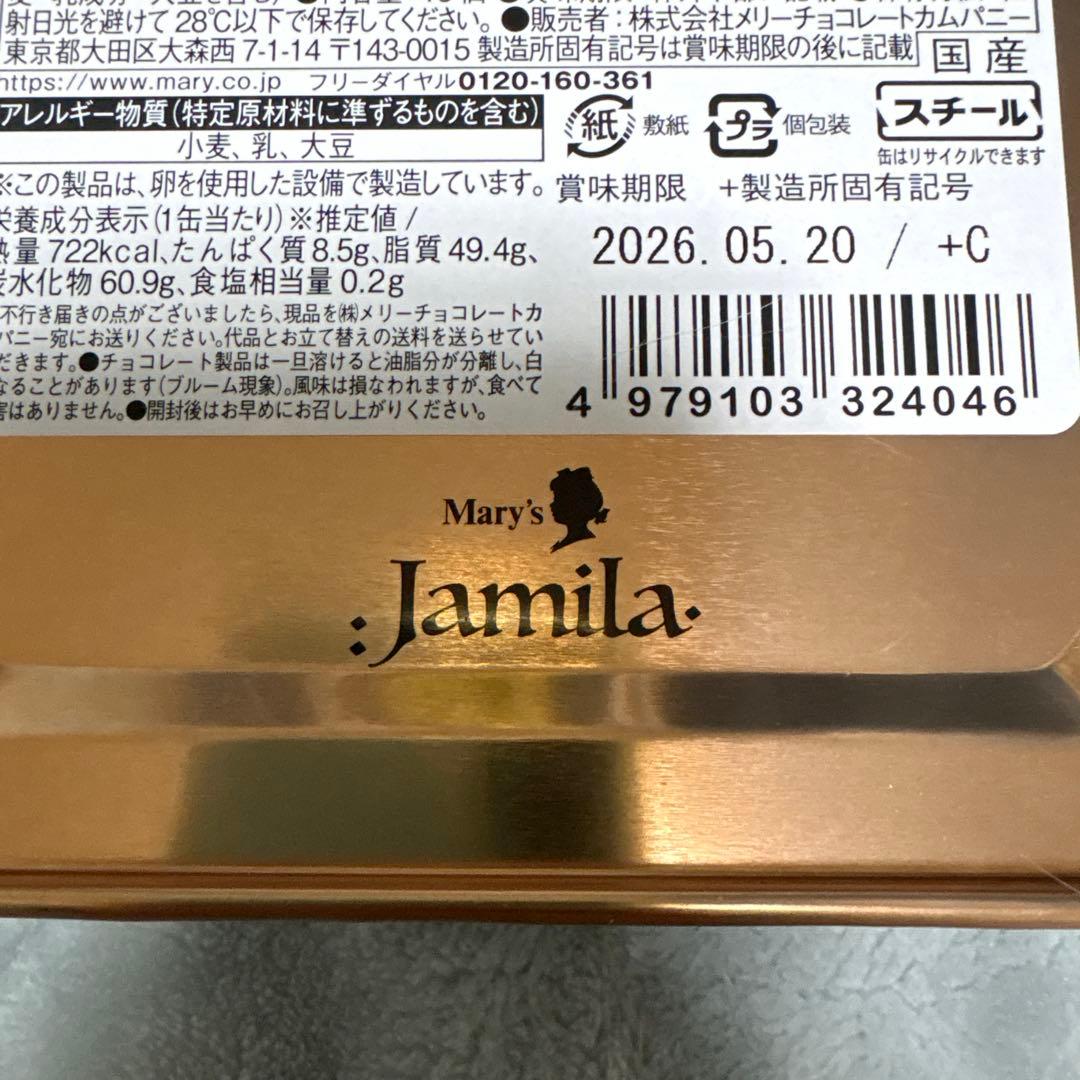 射日光を避けて28℃以下で保存してください。●販売者:株式会社メリーチョコレートカムパニー
東京都大田区大森西7-1-14 〒143-0015 製造所固有記号は賞味期限の後に記載
国産
https://www.mary.co.jp フリーダイヤル0120-160-361
アレルギー物質(特定原材料に準ずるものを含む)
小麦、乳、大豆
紙 敷紙 プラ 個包装 スチール
缶はリサイクルできます
※この製品は、卵を使用した設備で製造しています。
賞味期限 +製造所固有記号
2026.05.20 / +C
栄養成分表示(1缶当たり)※推定値/
熱量722kcal、たんぱく質8.5g、脂質49.4g、
炭水化物60.9g、食塩相当量0.2g
不行き届きの点がございましたら、現品を㈱メリーチョコレートカ
パニー宛にお送りください。代品とお立て替えの送料を送らせてい
だきます。●チョコレート製品は一旦溶けると油脂分が分離し、白
なることがあります(ブルーム現象)。風味は損なわれますが、食べて
害はありません。●開封後はお早めにお召し上がりください。
4 979103 324046
Mary's
Jamila